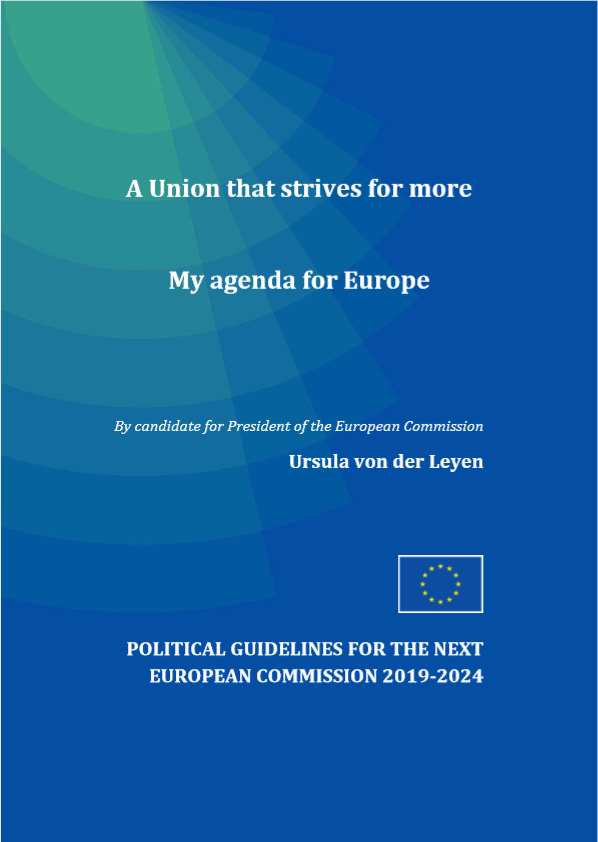 A Union that strives for more
My agenda for Europe
By candidate for President of the European Commission
Ursula von der Leyen
POLITICAL GUIDELINES FOR THE NEXT
EUROPEAN COMMISSION 2019-2024